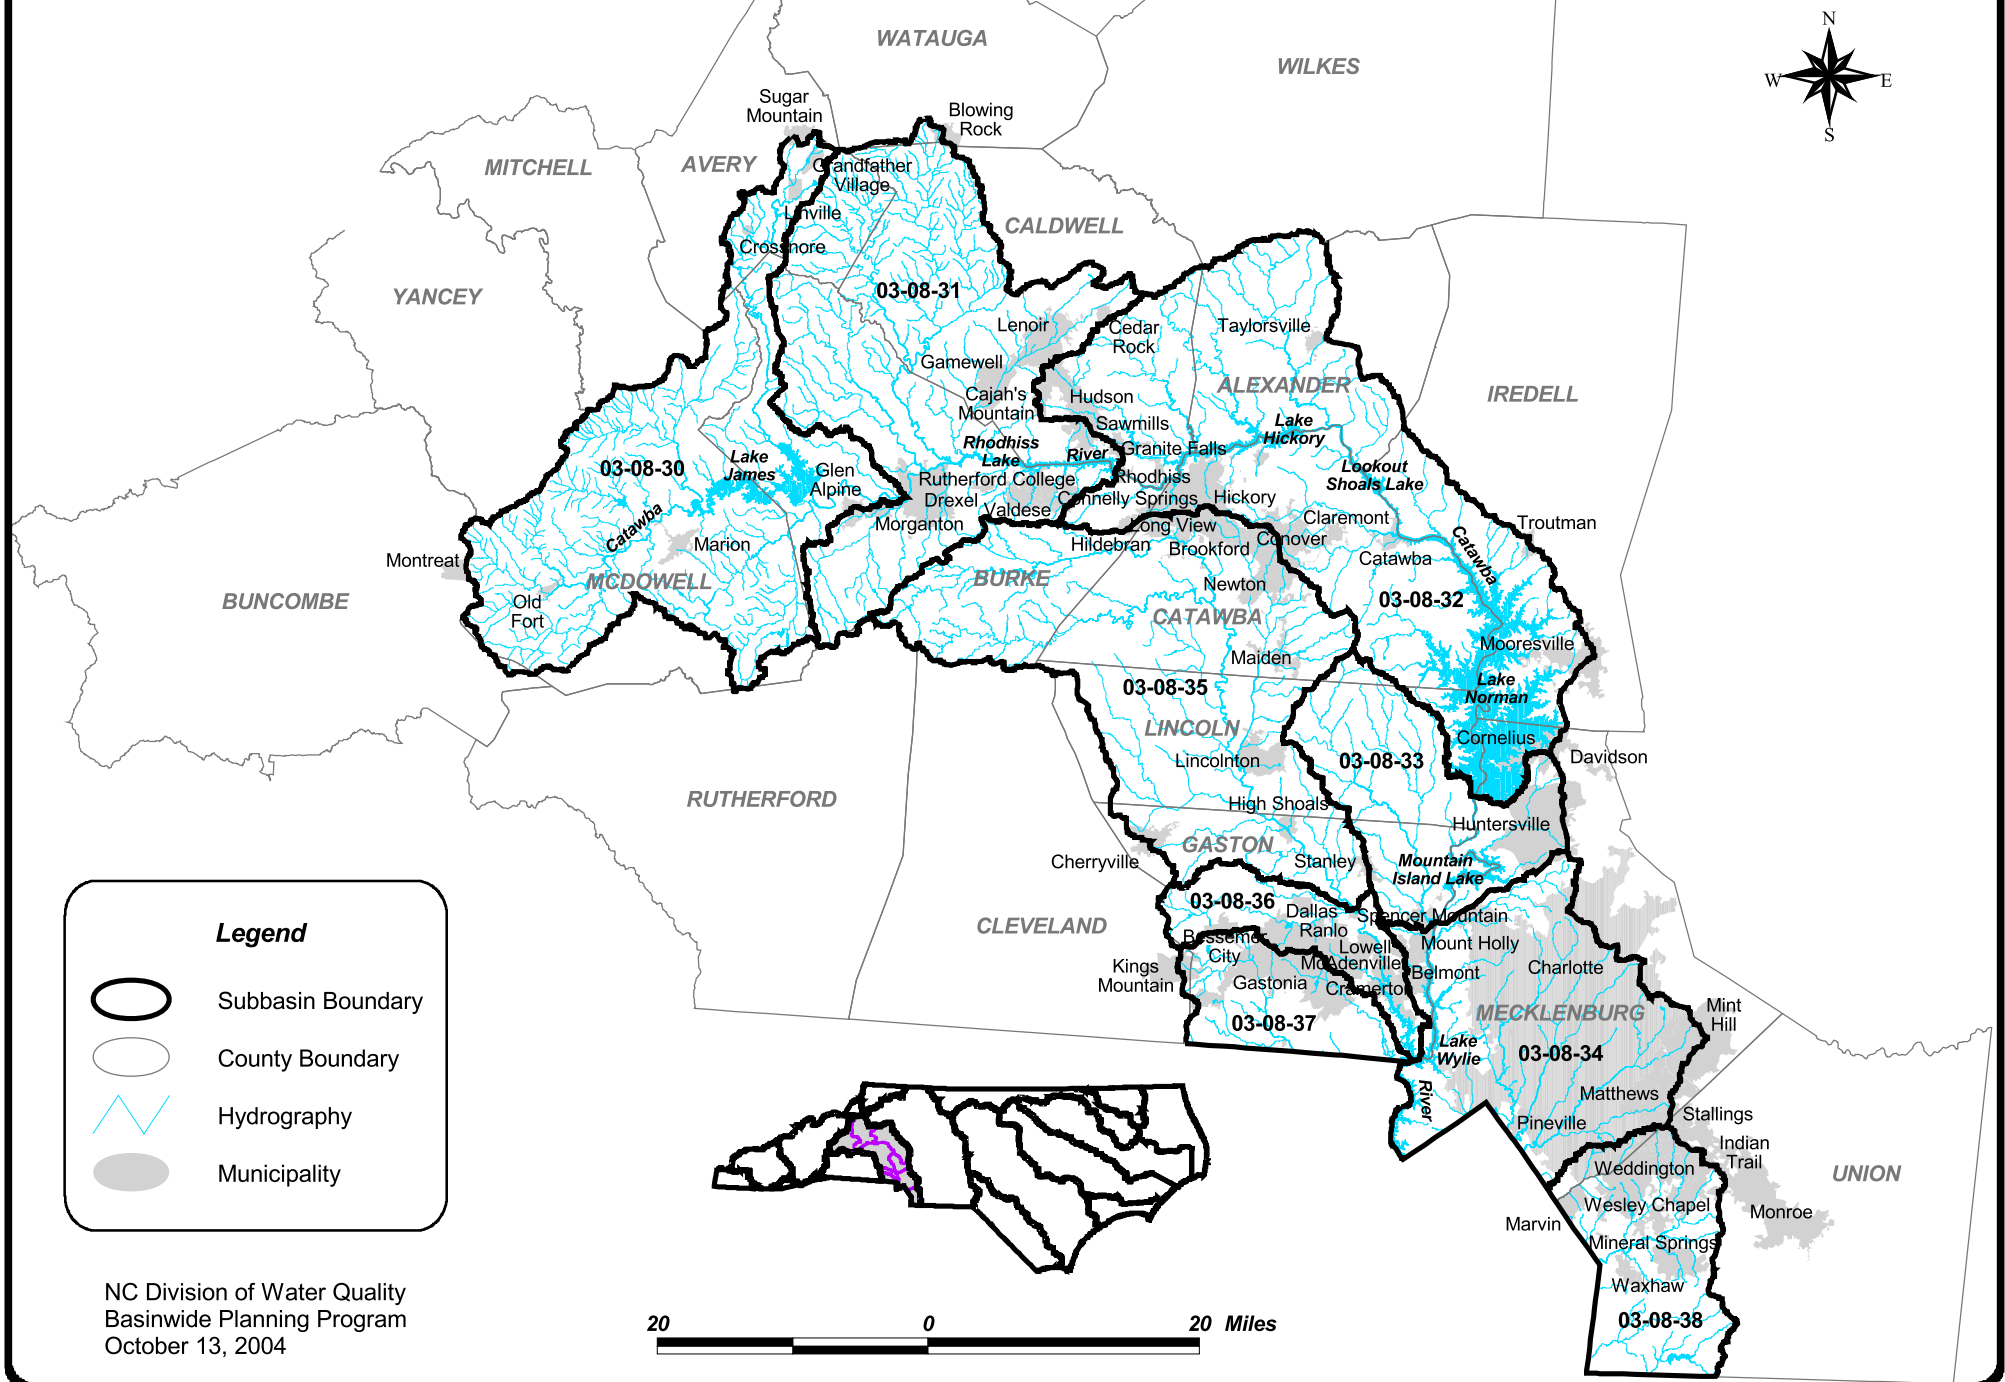 WATAUGA
WILKES
N
W
E
S
Sugar
Mountain
Blowing
Rock
MITCHELL
AVERY
Grandfather
Village
Linville
Crossnore
CALDWELL
YANCEY
03-08-31
Lenoir
Cedar
Rock
Taylorsville
Gamewell
ALEXANDER
IREDELL
Cajah's
Mountain
Hudson
Sawmills
Lake
Hickory
Rhodhiss
Lake
River
Granite Falls
03-08-30
Lake
James
Glen
Alpine
Lookout
Shoals Lake
Rutherford College
Rhodhiss
Drexel
Valdese
Connelly Springs
Hickory
Catawba
Morganton
Long View
Claremont
Troutman
Marion
Hildebran
Brookford
Conover
Catawba
Catawba
Montreat
MCDOWELL
BURKE
Newton
BUNCOMBE
Old
Fort
CATAWBA
03-08-32
Mooresville
Maiden
03-08-35
Lake
Norman
LINCOLN
Cornelius
Lincolnton
03-08-33
Davidson
RUTHERFORD
High Shoals
Huntersville
GASTON
Cherryville
Stanley
Mountain
Island Lake
03-08-36
CLEVELAND
Dallas
Ranlo
Spencer Mountain
Bessemer
City
Lowell
Mount Holly
McAdenville
Kings
Mountain
Gastonia
Cramerton
Belmont
Charlotte
MECKLENBURG
Mint
Hill
03-08-37
Lake
Wylie
03-08-34
River
Matthews
Pineville
Stallings
Indian
Trail
Weddington
UNION
Wesley Chapel
Marvin
Monroe
Mineral Springs
Waxhaw
03-08-38
Legend
Subbasin Boundary
County Boundary
Hydrography
Municipality
NC Division of Water Quality
Basinwide Planning Program
October 13, 2004
20 0 20 Miles